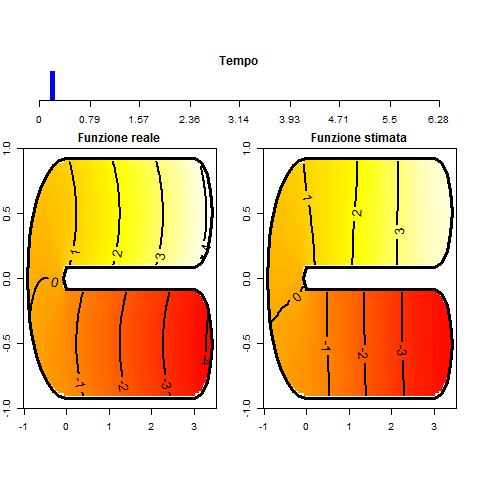 Tempo
0 0.79 1.57 2.36 3.14 3.93 4.71 5.5 6.28
Funzione reale Funzione stimata
1.0 1.0
0.5 0.5
0.0 0.0
-0.5 -0.5
-1.0 -1.0
1 2 3 4 1 2 3
0 0
-1 -2 -3 -4 -1 -2 -3
-1 0 1 2 3 -1 0 1 2 3